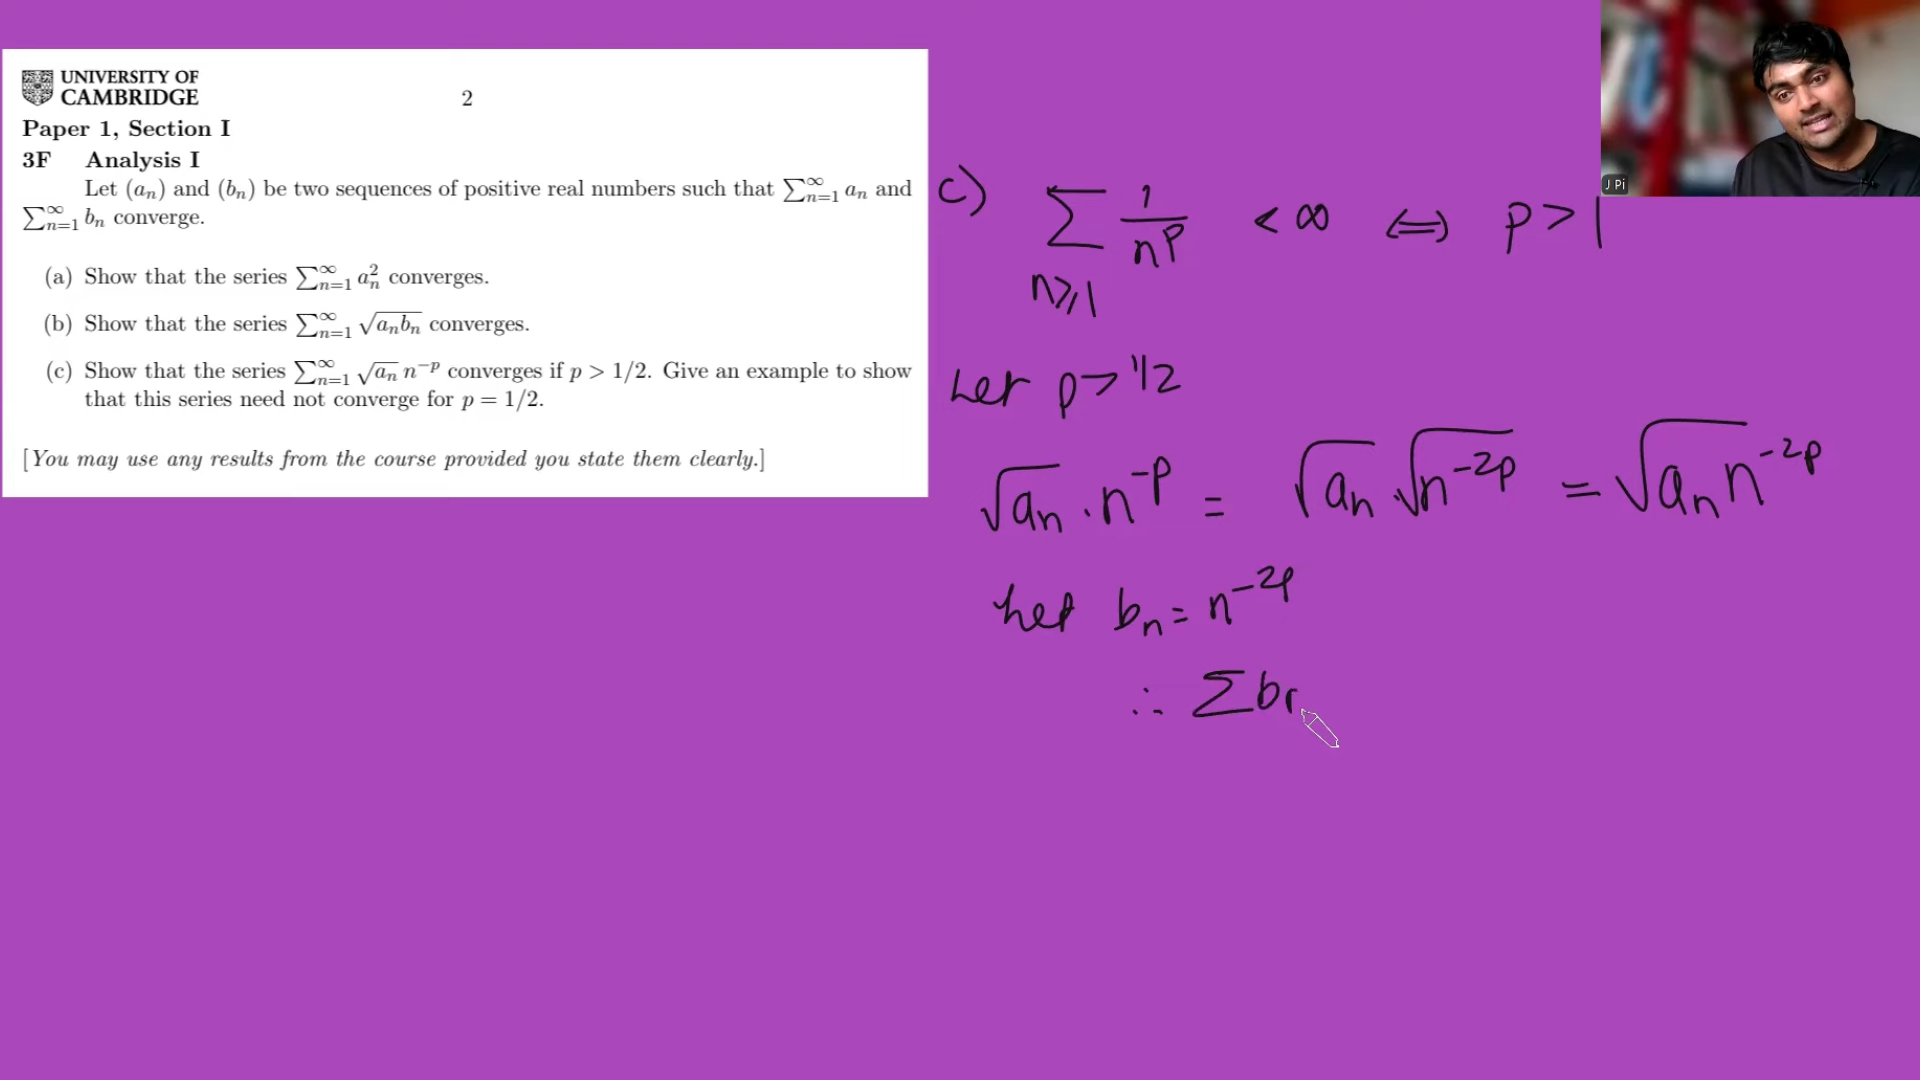 UNIVERSITY OF
CAMBRIDGE
2
Paper 1, Section I
3F Analysis I
Let (aₙ) and (bₙ) be two sequences of positive real numbers such that ∑_{n=1}^∞ aₙ and
∑_{n=1}^∞ bₙ converge.
(a) Show that the series ∑_{n=1}^∞ aₙ² converges.
(b) Show that the series ∑_{n=1}^∞ √(aₙbₙ) converges.
(c) Show that the series ∑_{n=1}^∞ √aₙ n⁻ᵖ converges if p > 1/2. Give an example to show
that this series need not converge for p = 1/2.
[You may use any results from the course provided you state them clearly.]
c) ∑_{n⩾1} 1/nᵖ < ∞ ⇔ p > 1
Let p > 1/2
√aₙ · n⁻ᵖ = √aₙ · √(n⁻²ᵖ) = √(aₙ n⁻²ᵖ)
Let bₙ = n⁻²ᵖ
∴ ∑b
J Pi